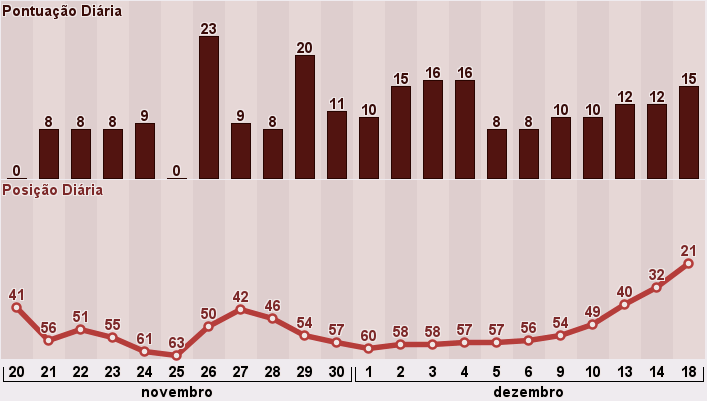 Pontuação Diária
0 8 8 8 9 0 23 9 8 20 11 10 15 16 16 8 8 10 10 12 12 15
Posição Diária
41 56 51 55 61 63 50 42 46 54 57 60 58 58 57 57 56 54 49 40 32 21
20 21 22 23 24 25 26 27 28 29 30 1 2 3 4 5 6 9 10 13 14 18
novembro dezembro